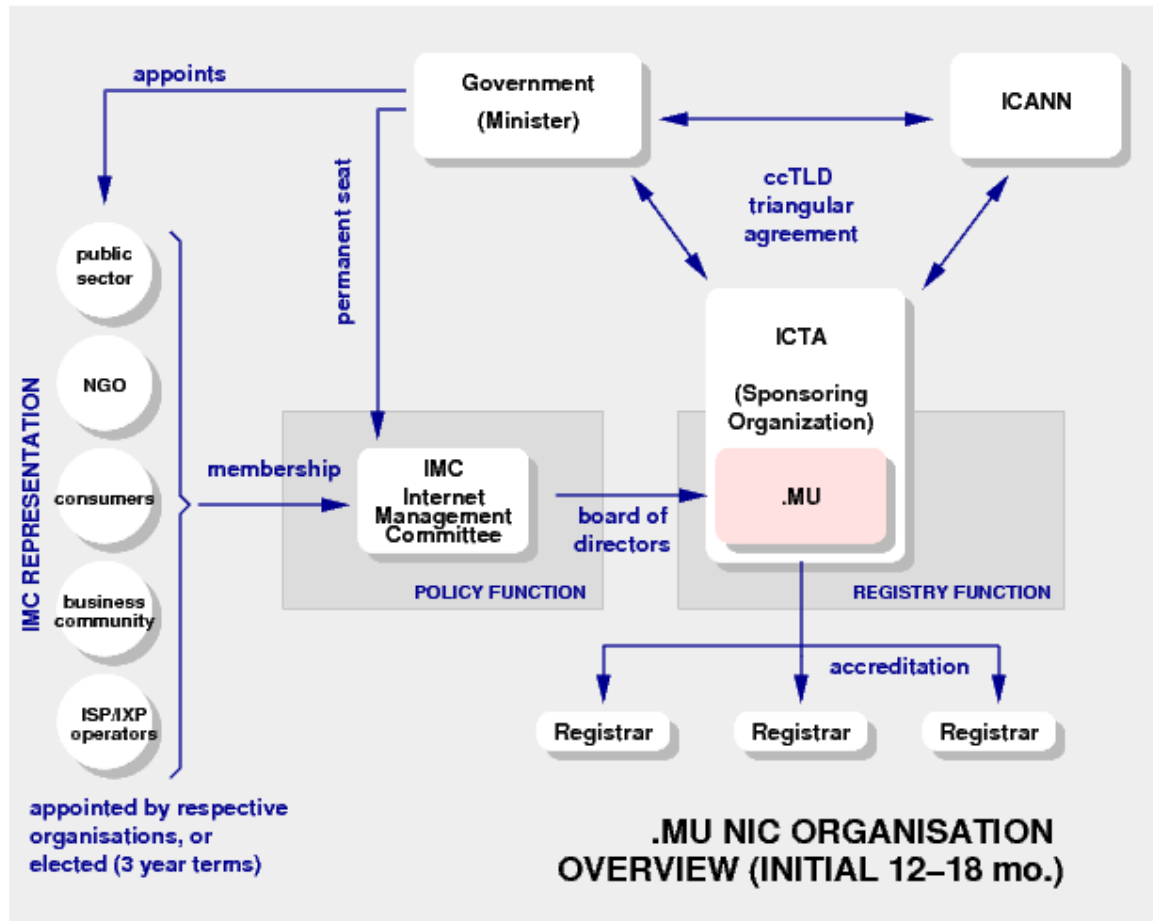 appoints
Government
(Minister)
ICANN
permanent seat
ccTLD
triangular
agreement
public
sector
NGO
consumers
business
community
ISP/IXP
operators
IMC REPRESENTATION
membership
IMC
Internet
Management
Committee
POLICY FUNCTION
board of
directors
ICTA
(Sponsoring
Organization)
.MU
REGISTRY FUNCTION
accreditation
Registrar
Registrar
Registrar
appointed by respective
organisations, or
elected (3 year terms)
.MU NIC ORGANISATION
OVERVIEW (INITIAL 12–18 mo.)